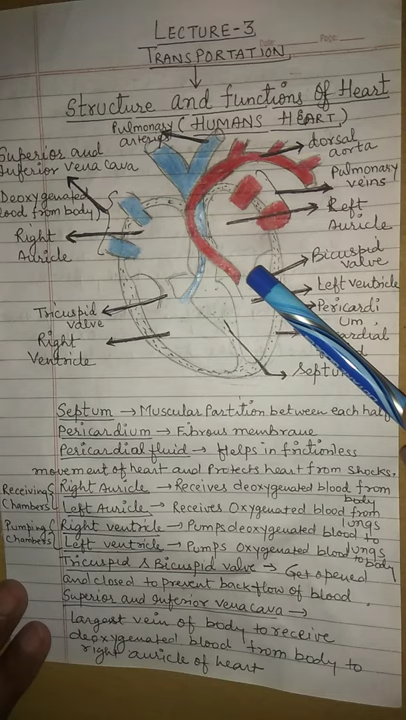 LECTURE-3
TRANSPORTATION
Date: Page:
Structure and functions of Heart
(HUMANS HEART)
Pulmonary
arteries
dorsal
aorta
Superior and
Inferior vena cava
Pulmonary
veins
Deoxygenated
blood from body
Left
Auricle
Right
Auricle
Bicuspid
valve
Left ventricle
Tricuspid
valve
Pericardi
um
Right
Ventricle
Septum
Septum → Muscular Partation between each half
Pericardium → Fibrous membrane
Pericardial fluid → Helps in frictionless
movement of heart and Protects heart from shocks.
Receiving
Chambers
Right Auricle → Receives deoxygenated blood from
body
Left Auricle → Receives Oxygenated blood from
lungs
Pumping
Chambers
Right ventricle → Pumps deoxygenated blood to
lungs
Left ventricle → Pumps Oxygenated blood to
body
Tricuspid & Bicuspid valve → Get opened
and closed to prevent backflow of blood.
Superior and Inferior vena cava →
largest vein of body to receive
deoxygenated blood from body to
right auricle of heart